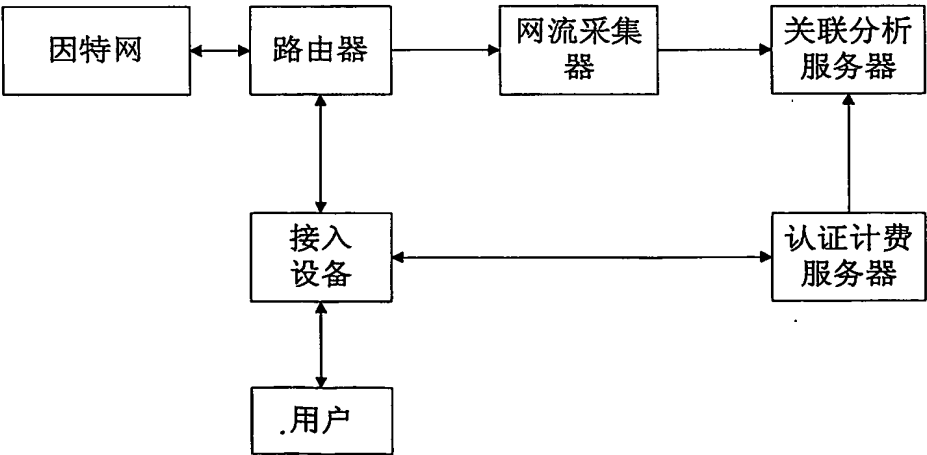 因特网
路由器
网流采集
器
关联分析
服务器
接入
设备
认证计费
服务器
用户